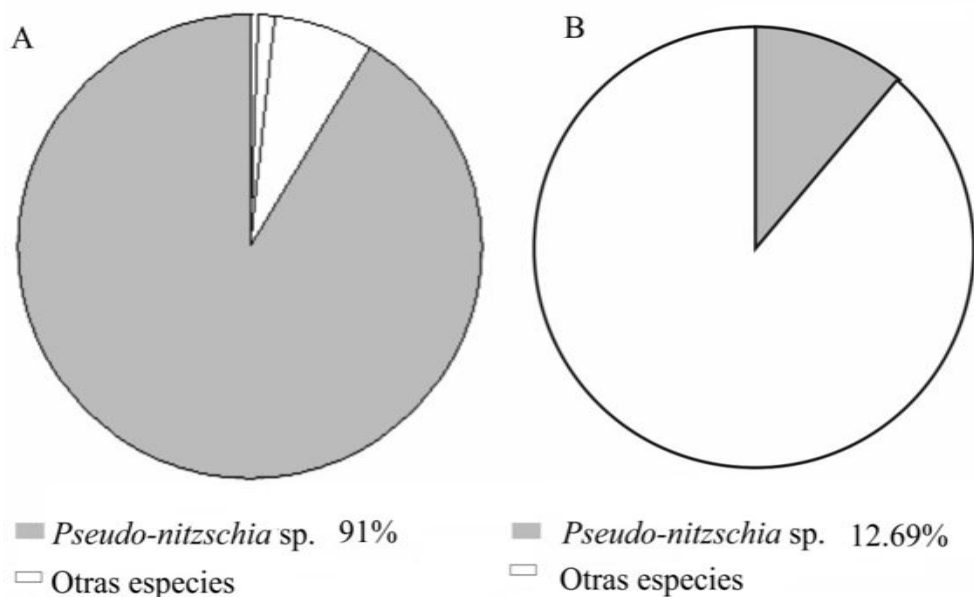 A
B
Pseudo-nitzschia sp. 91%
Otras especies
Pseudo-nitzschia sp. 12.69%
Otras especies